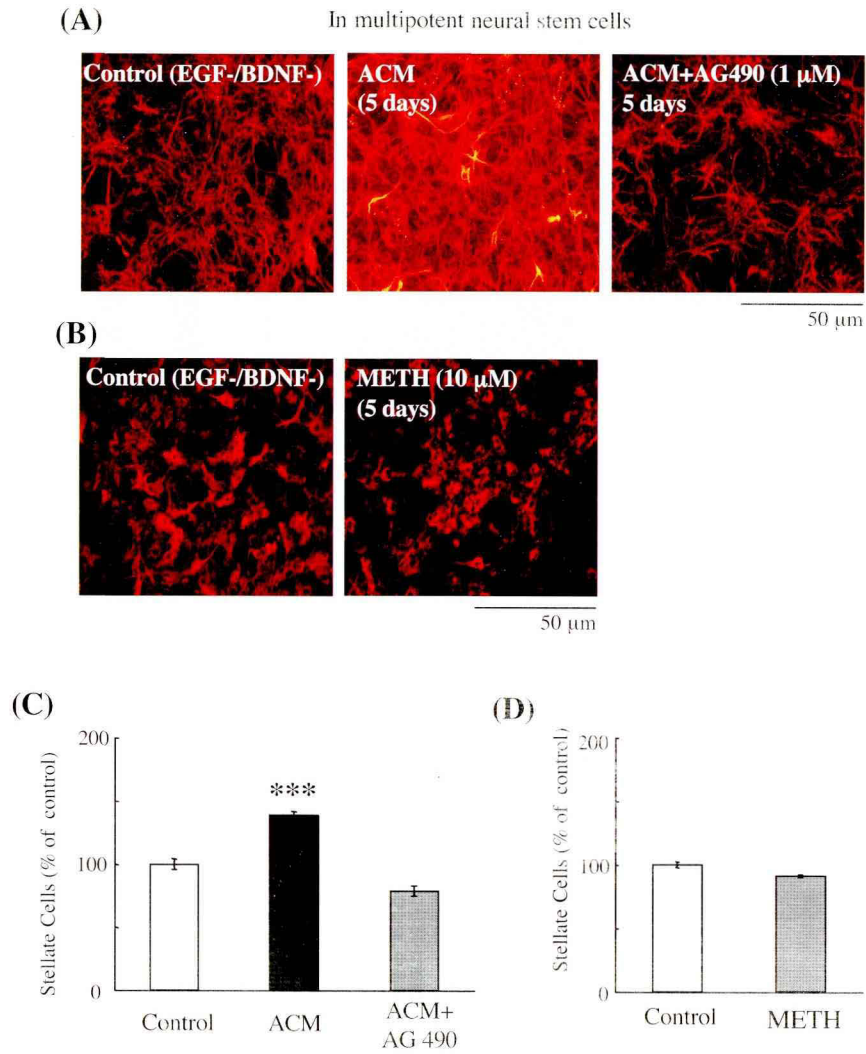 (A)
In multipotent neural stem cells
Control (EGF-/BDNF-)
ACM
(5 days)
ACM+AG490 (1 μM)
5 days
50 μm
(B)
Control (EGF-/BDNF-)
METH (10 μM)
(5 days)
50 μm
(C)
Stellate Cells (% of control)
200
100
0
***
Control
ACM
ACM+
AG 490
(D)
Stellate Cells (% of control)
200
100
0
Control
METH